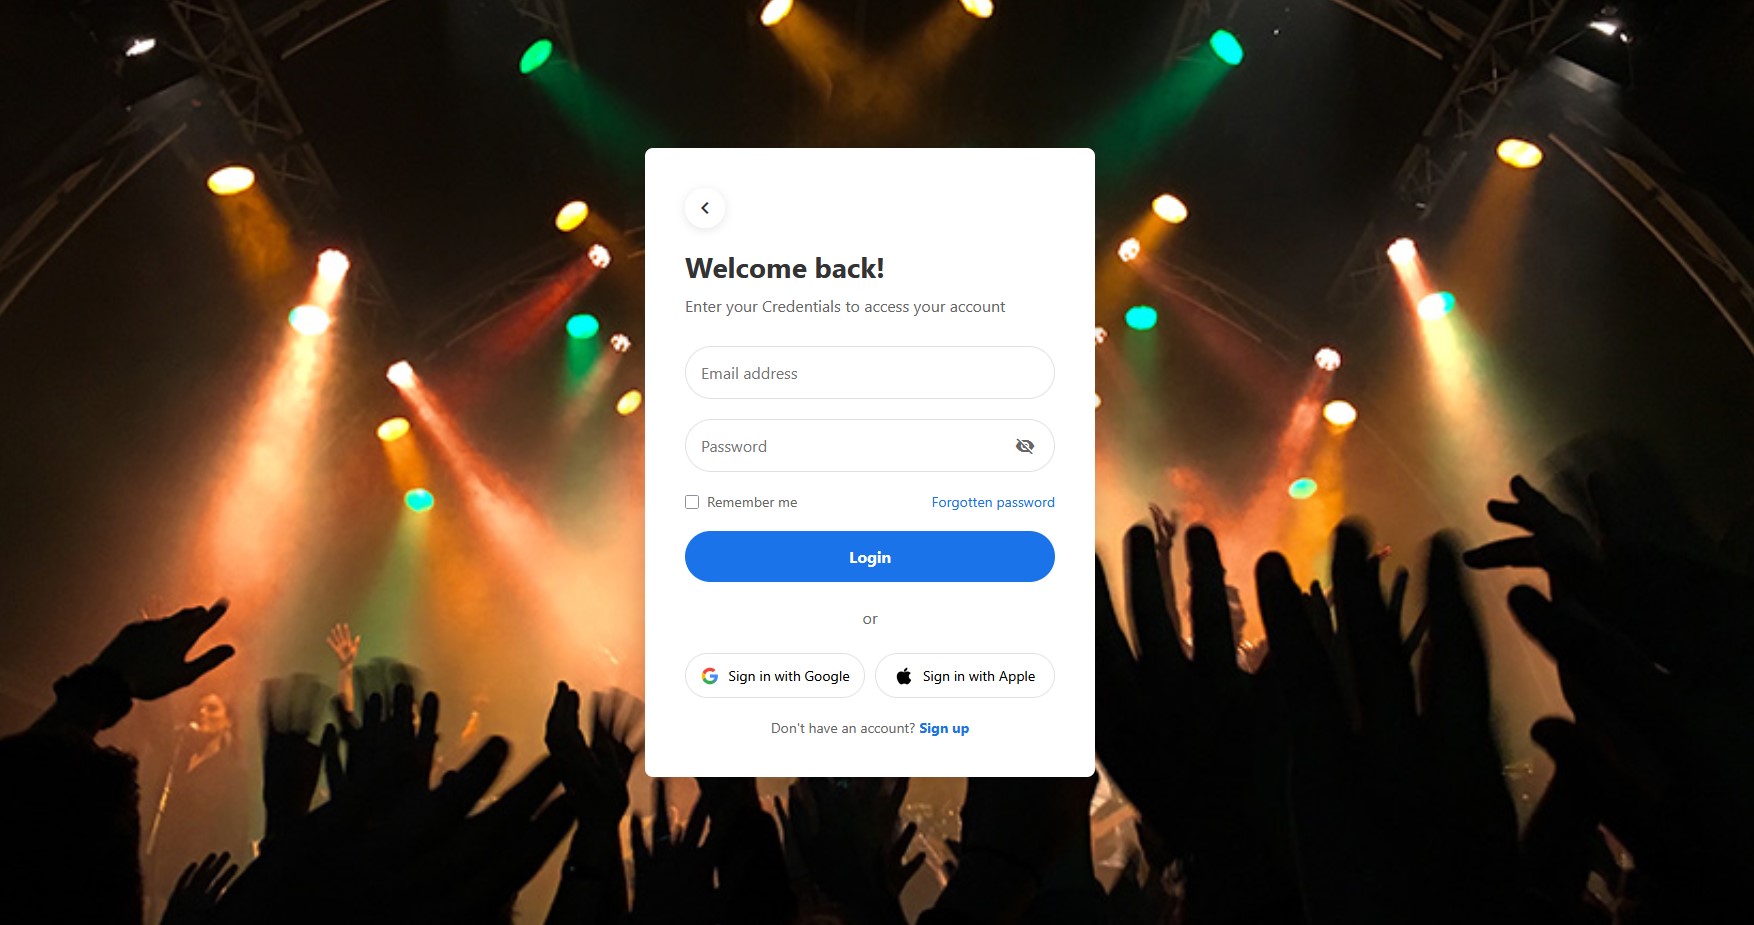 Welcome back!
Enter your Credentials to access your account
Email address
Password
Remember me
Forgotten password
Login
or
Sign in with Google
Sign in with Apple
Don't have an account? Sign up